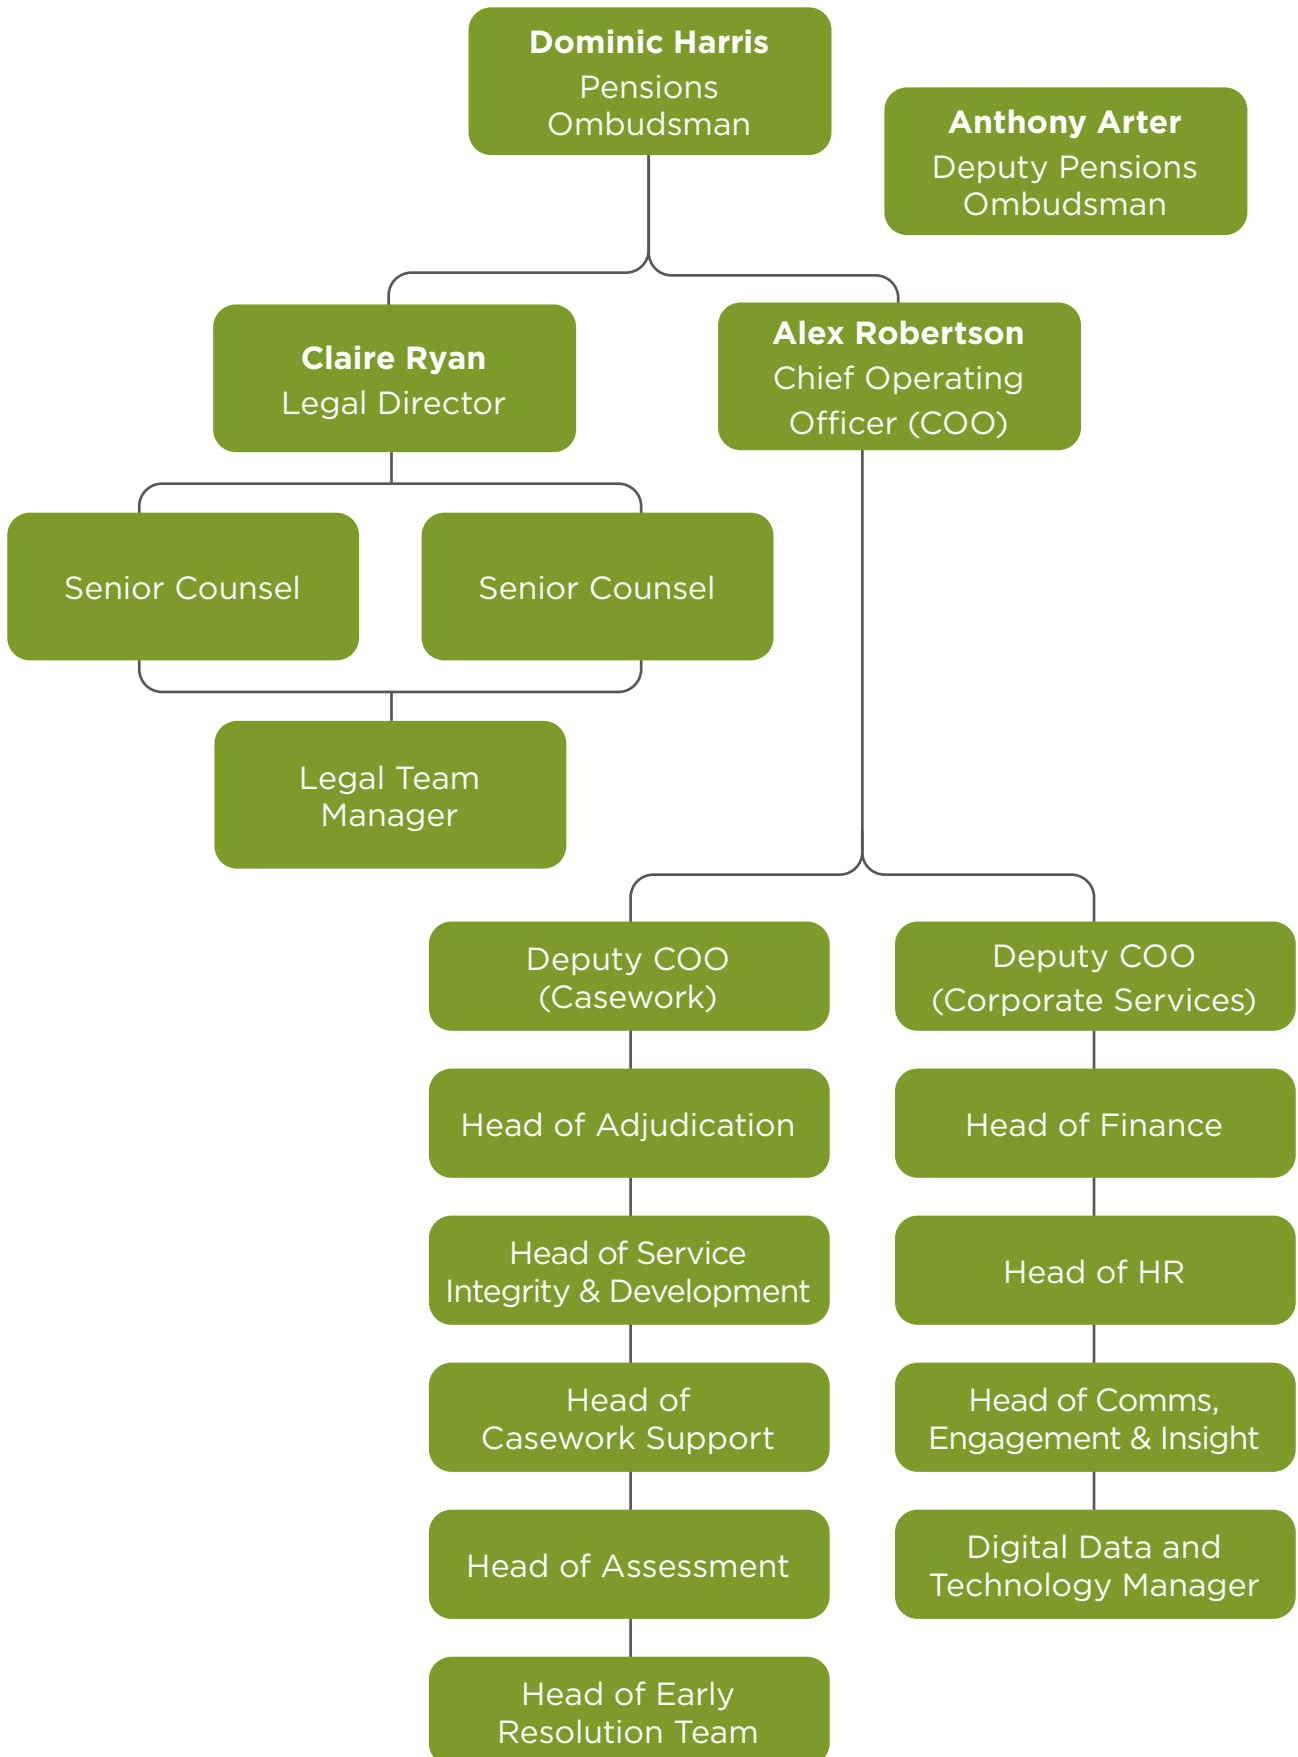 Dominic Harris
Pensions
Ombudsman
Anthony Arter
Deputy Pensions
Ombudsman
Claire Ryan
Legal Director
Alex Robertson
Chief Operating
Officer (COO)
Senior Counsel
Senior Counsel
Legal Team
Manager
Deputy COO
(Casework)
Deputy COO
(Corporate Services)
Head of Adjudication
Head of Finance
Head of Service
Integrity & Development
Head of HR
Head of
Casework Support
Head of Comms,
Engagement & Insight
Head of Assessment
Digital Data and
Technology Manager
Head of Early
Resolution Team